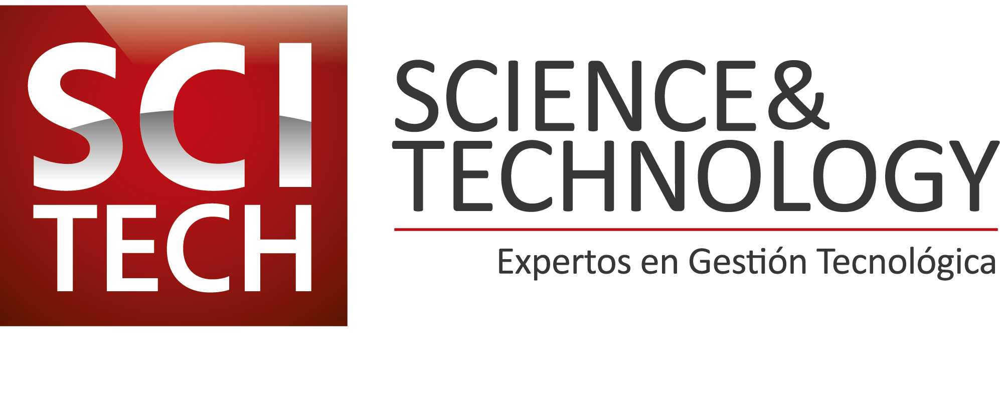 SCI
TECH
SCIENCE&
TECHNOLOGY
Expertos en Gestión Tecnológica